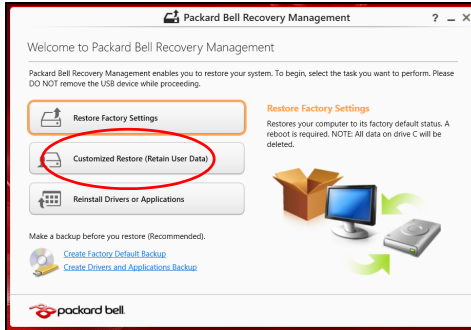 Packard Bell Recovery Management
Welcome to Packard Bell Recovery Management
Packard Bell Recovery Management enables you to restore your system. To begin, select the task you want to perform. Please
DO NOT remove the USB device while proceeding.
Restore Factory Settings
Customized Restore (Retain User Data)
Reinstall Drivers or Applications
Restore Factory Settings
Restores your computer to its factory default status. A
reboot is required. NOTE: All data on drive C will be
deleted.
Make a backup before you restore (Recommended).
Create Factory Default Backup
Create Drivers and Applications Backup
packard bell